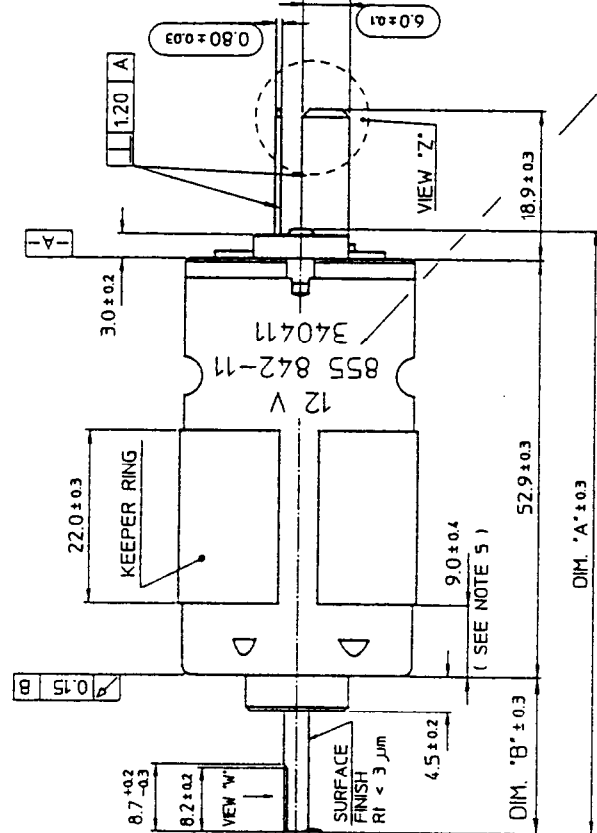 0.80 ± 0.03
6.0 ± 0.1
1.20 A
-A-
3.0 ± 0.2
VIEW "Z"
18.9 ± 0.3
340411
855 842-11
12 V
22.0 ± 0.3
KEEPER RING
52.9 ± 0.3
9.0 ± 0.4
( SEE NOTE 5 )
DIM. "A" ± 0.3
0.15 B
8.7 +0.2 -0.3
8.2 ± 0.2
VIEW "W"
SURFACE
FINISH
Rt < 3 µm
4.5 ± 0.2
DIM. "B" ± 0.3